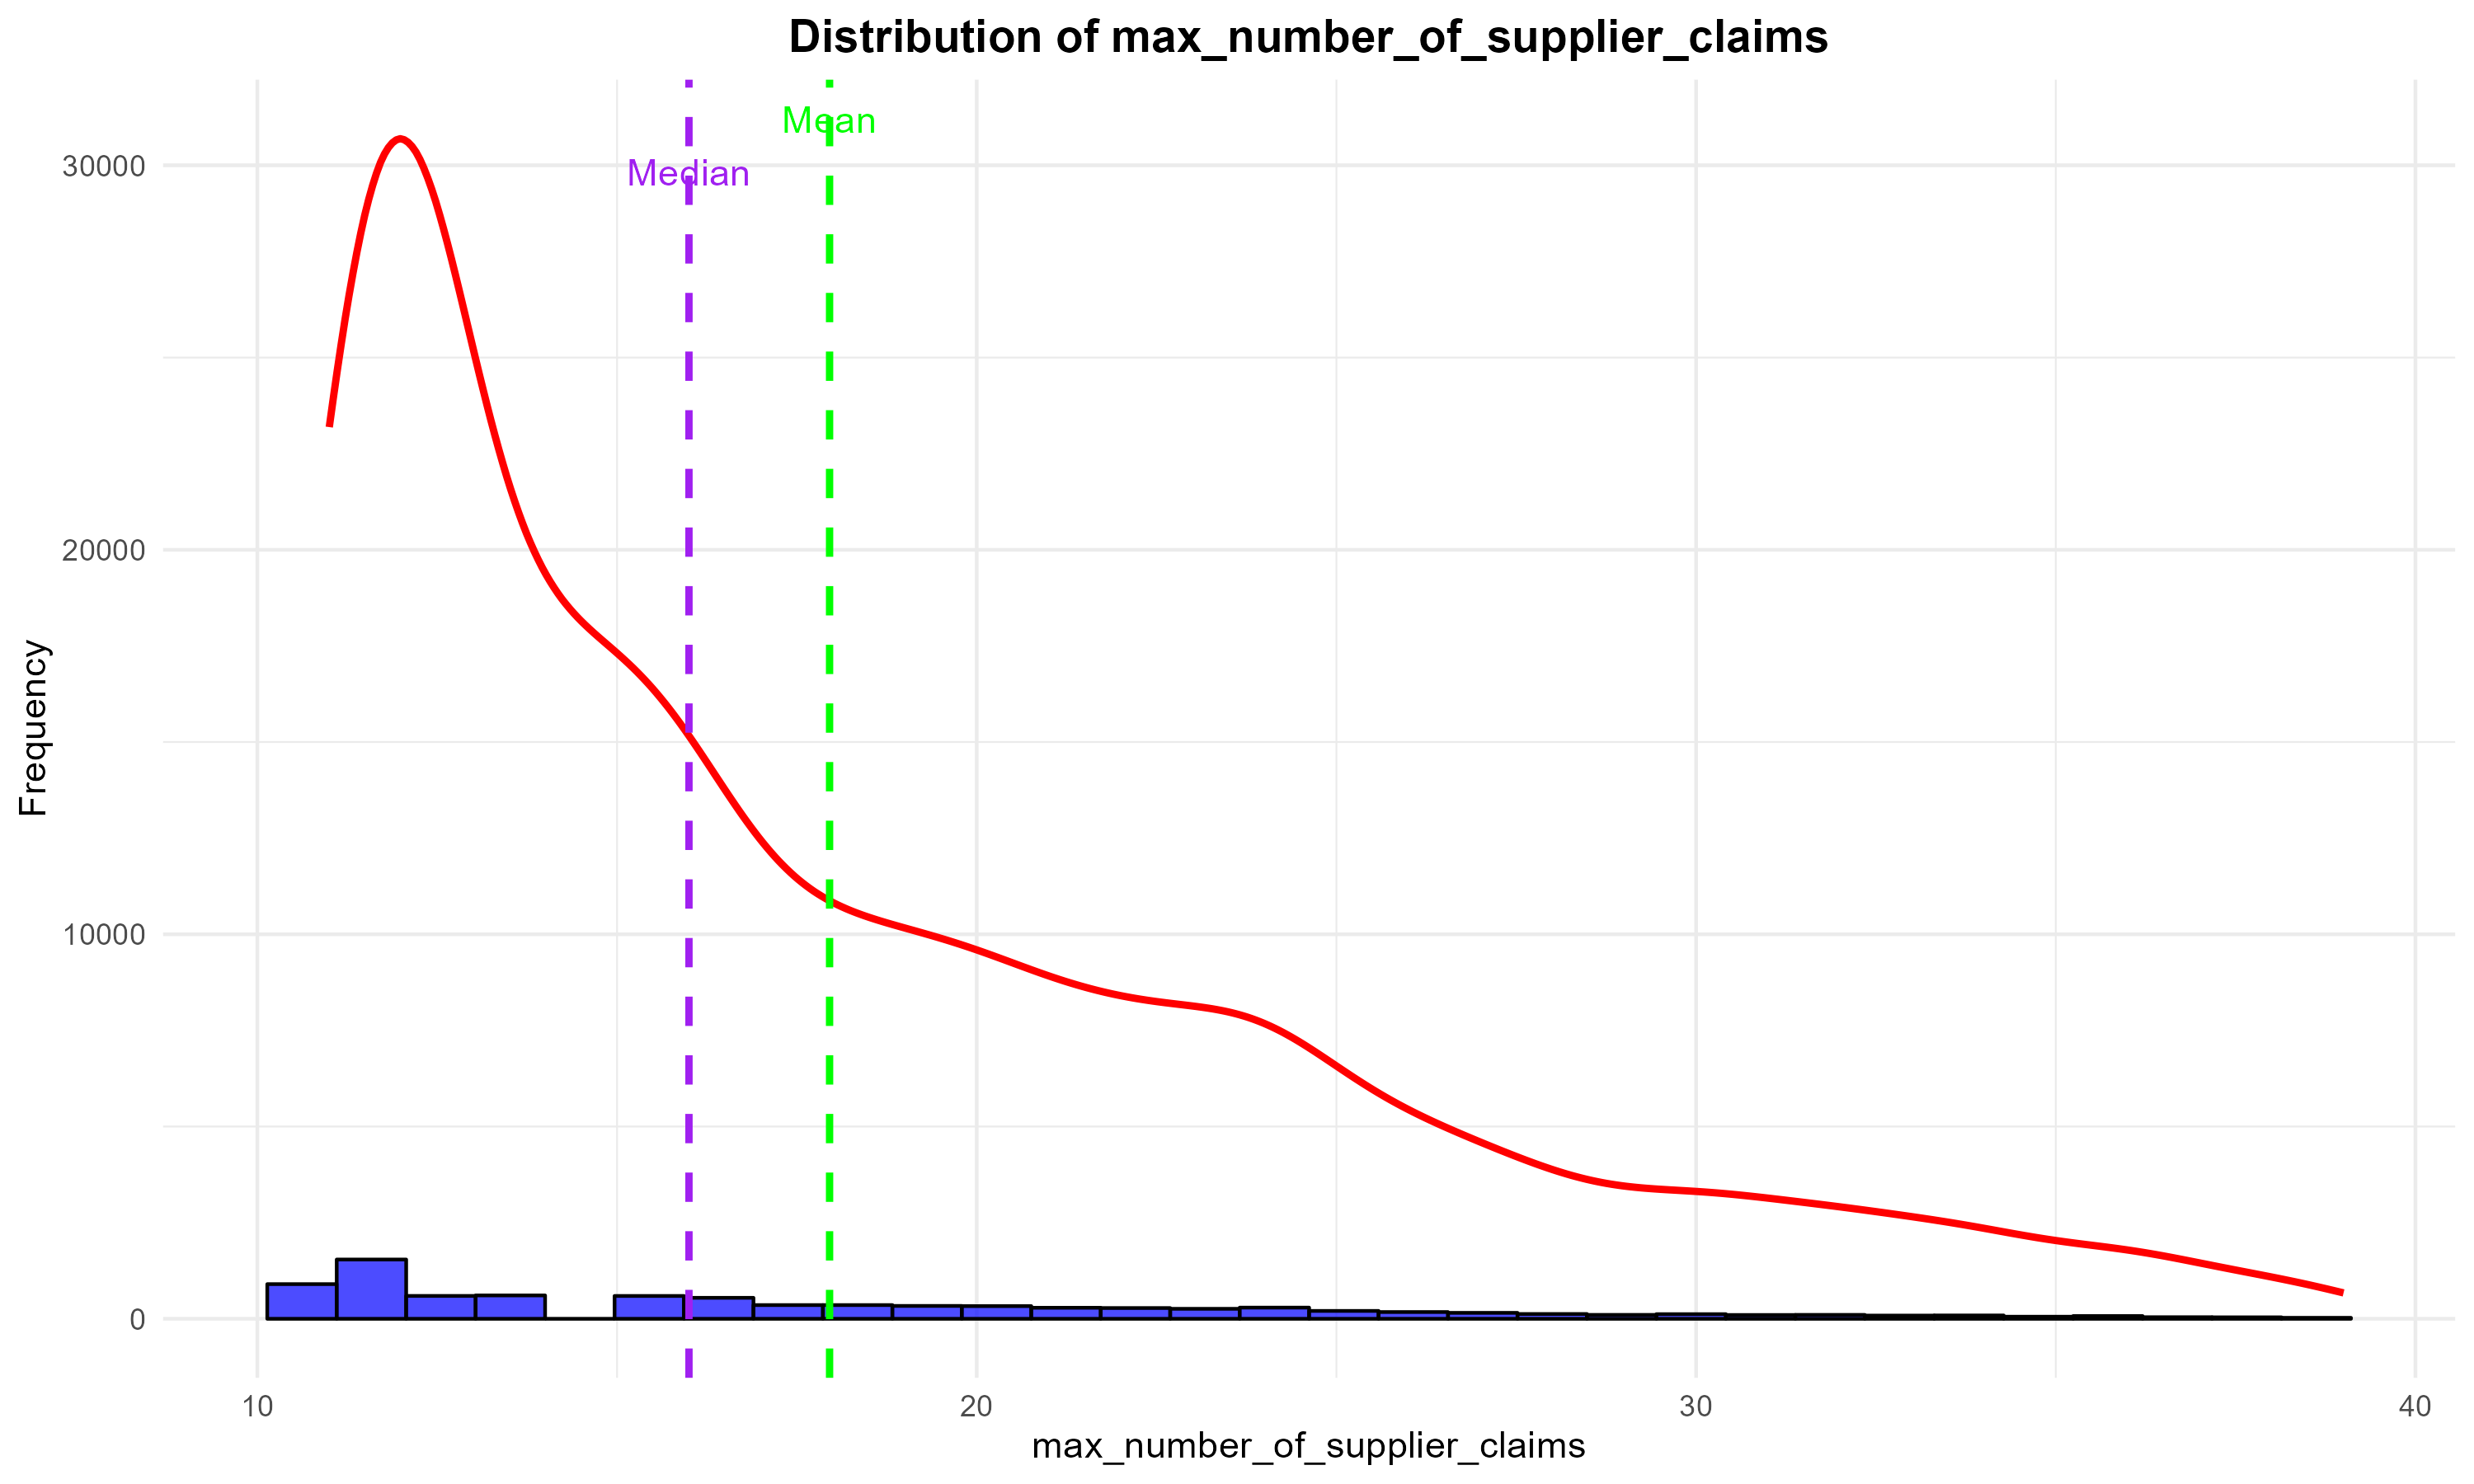 Distribution of max_number_of_supplier_claims
Mean
Median
30000
20000
10000
0
Frequency
10
20
30
40
max_number_of_supplier_claims